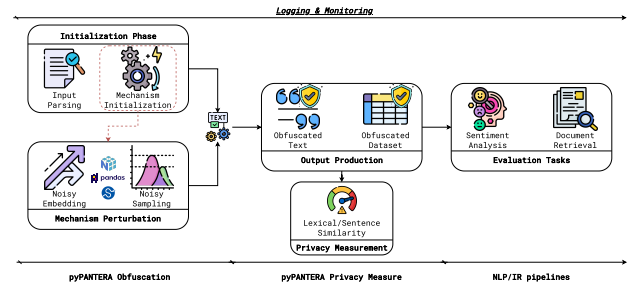 Logging & Monitoring
Initialization Phase
Input
Parsing
Mechanism
Initialization
Noisy
Embedding
pandas
Noisy
Sampling
Mechanism Perturbation
TEXT
Obfuscated
Text
Obfuscated
Dataset
Output Production
Lexical/Sentence
Similarity
Privacy Measurement
Sentiment
Analysis
Document
Retrieval
Evaluation Tasks
pyPANTERA Obfuscation
pyPANTERA Privacy Measure
NLP/IR pipelines